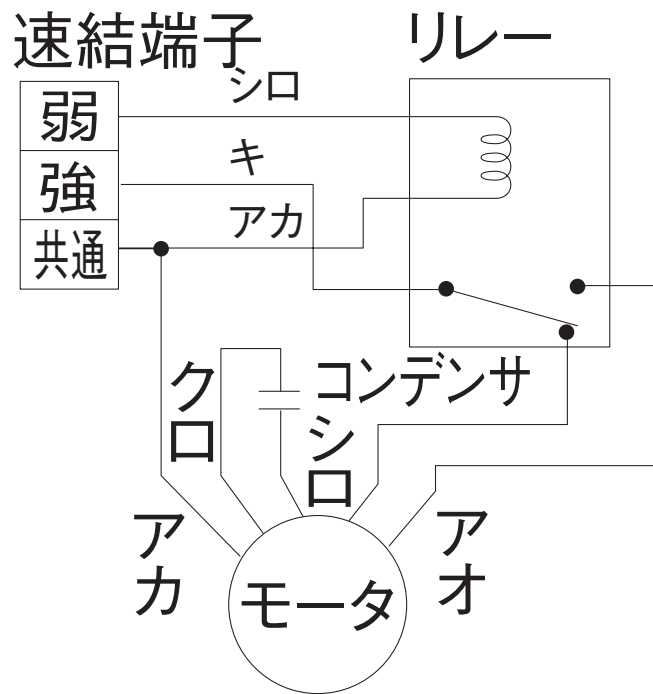 速結端子
リレー
弱
シロ
強
キ
共通
アカ
クロ
コンデンサ
シロ
アカ
モータ
アオ